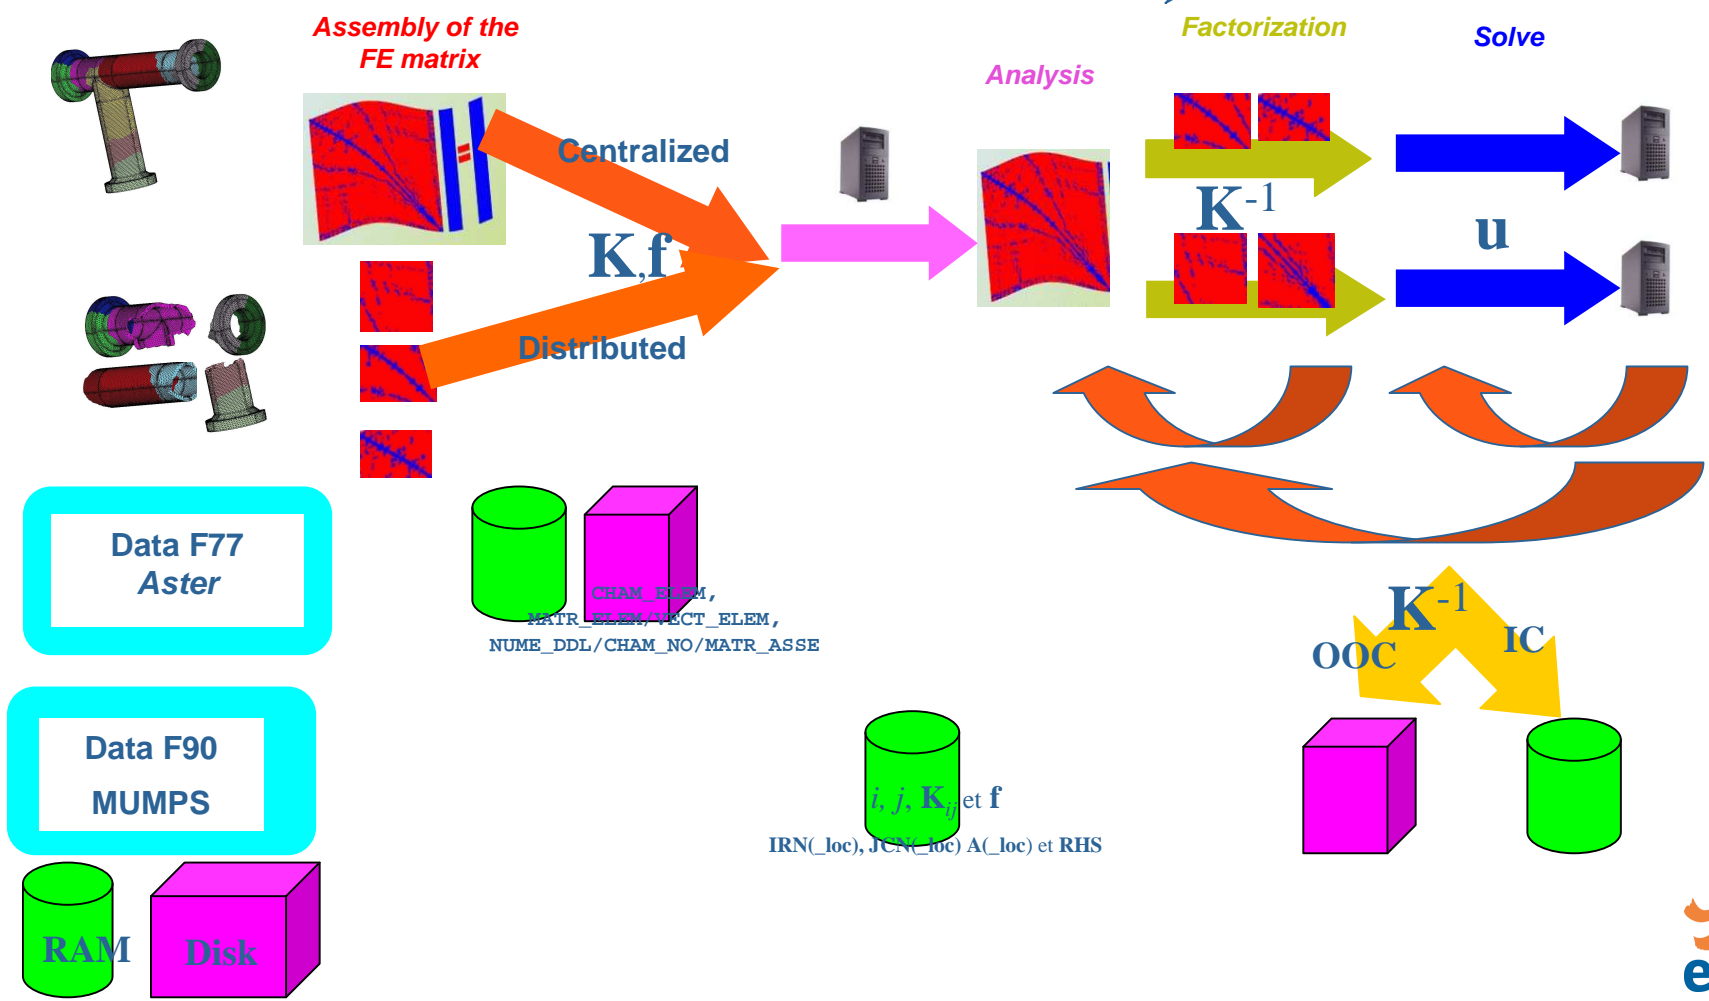 Assembly of the
FE matrix
Analysis
Factorization
Solve
Centralized
K,f
Distributed
K-1
u
Data F77
Aster
CHAM_ELEM,
MATR_ELEM/VECT_ELEM,
NUME_DDL/CHAM_NO/MATR_ASSE
K-1
OOC
IC
Data F90
MUMPS
i, j, Kij et f
IRN(_loc), JCN(_loc) A(_loc) et RHS
RAM
Disk
e